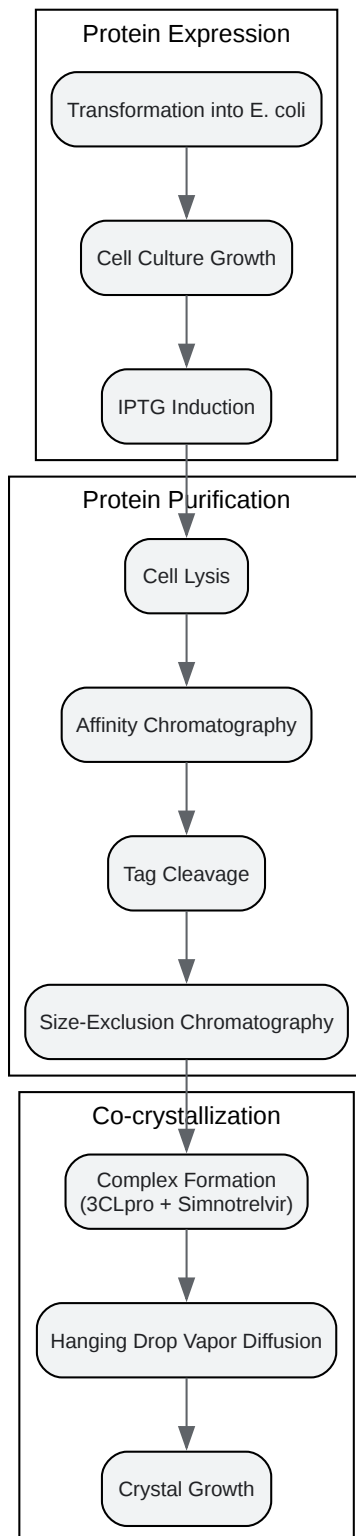 Protein Expression
Transformation into E. coli
Cell Culture Growth
IPTG Induction
Protein Purification
Cell Lysis
Affinity Chromatography
Tag Cleavage
Size-Exclusion Chromatography
Co-crystallization
Complex Formation
(3CLpro + Simnotrelvir)
Hanging Drop Vapor Diffusion
Crystal Growth